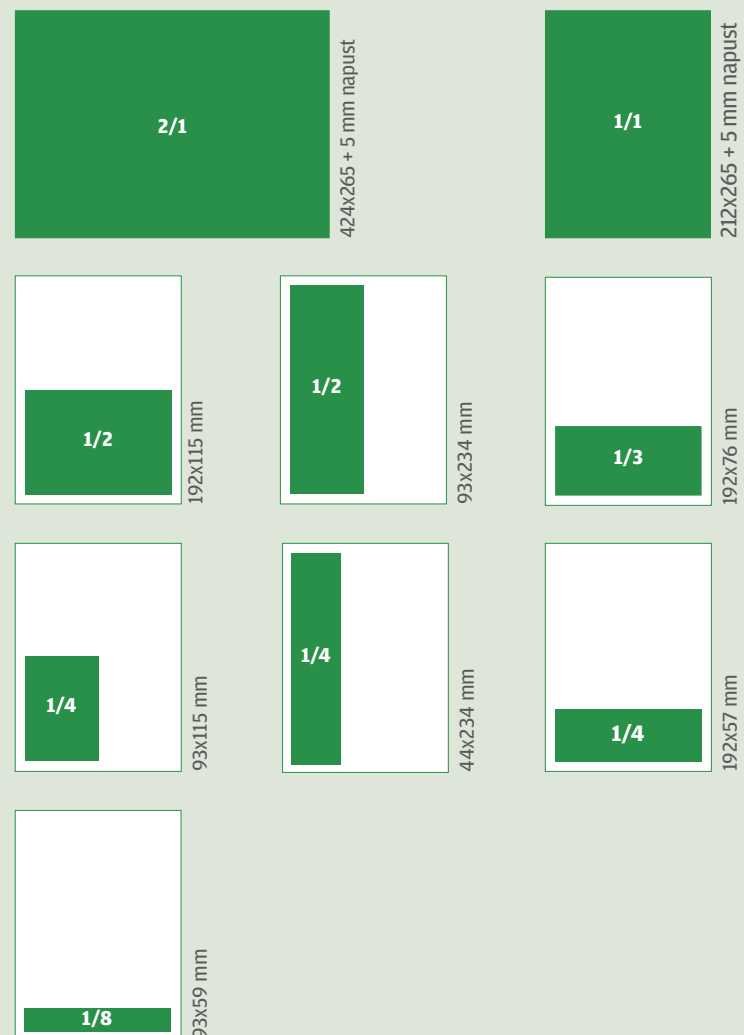 2/1
424x265 + 5 mm napust
1/1
212x265 + 5 mm napust
1/2
192x115 mm
1/2
93x234 mm
1/3
192x76 mm
1/4
93x115 mm
1/4
44x234 mm
1/4
192x57 mm
1/8
93x59 mm